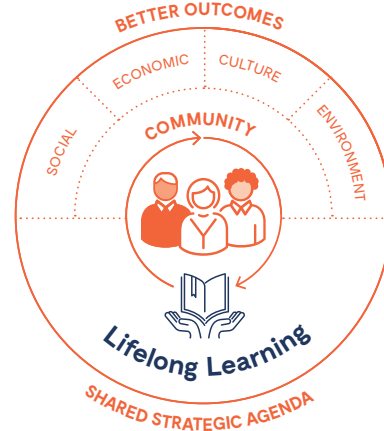 BETTER OUTCOMES
SOCIAL
ECONOMIC
CULTURE
ENVIRONMENT
COMMUNITY
Lifelong Learning
SHARED STRATEGIC AGENDA